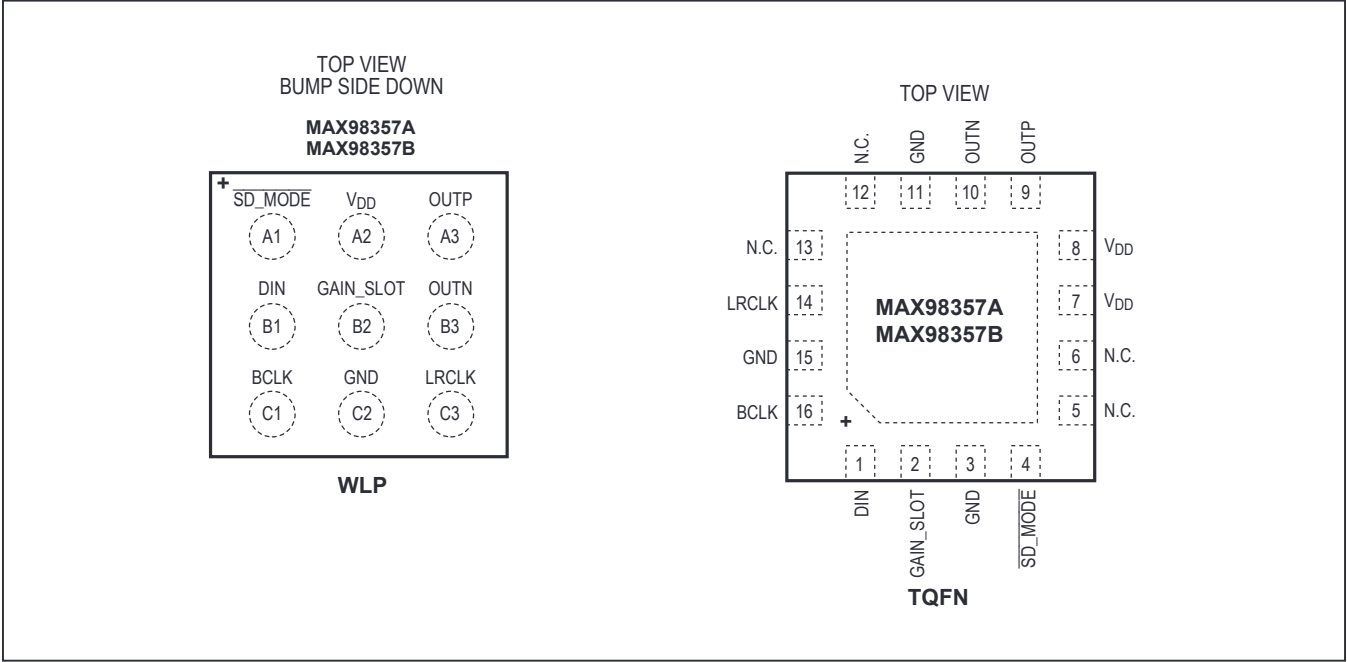 TOP VIEW
BUMP SIDE DOWN
MAX98357A
MAX98357B
+
SD_MODE VDD OUTP
A1 A2 A3
DIN GAIN_SLOT OUTN
B1 B2 B3
BCLK GND LRCLK
C1 C2 C3
WLP
TOP VIEW
N.C. GND OUTN OUTP
12 11 10 9
N.C. 13 8 VDD
LRCLK 14 7 VDD
MAX98357A
MAX98357B
GND 15 6 N.C.
BCLK 16 5 N.C.
+
1 2 3 4
DIN GAIN_SLOT GND SD_MODE
TQFN